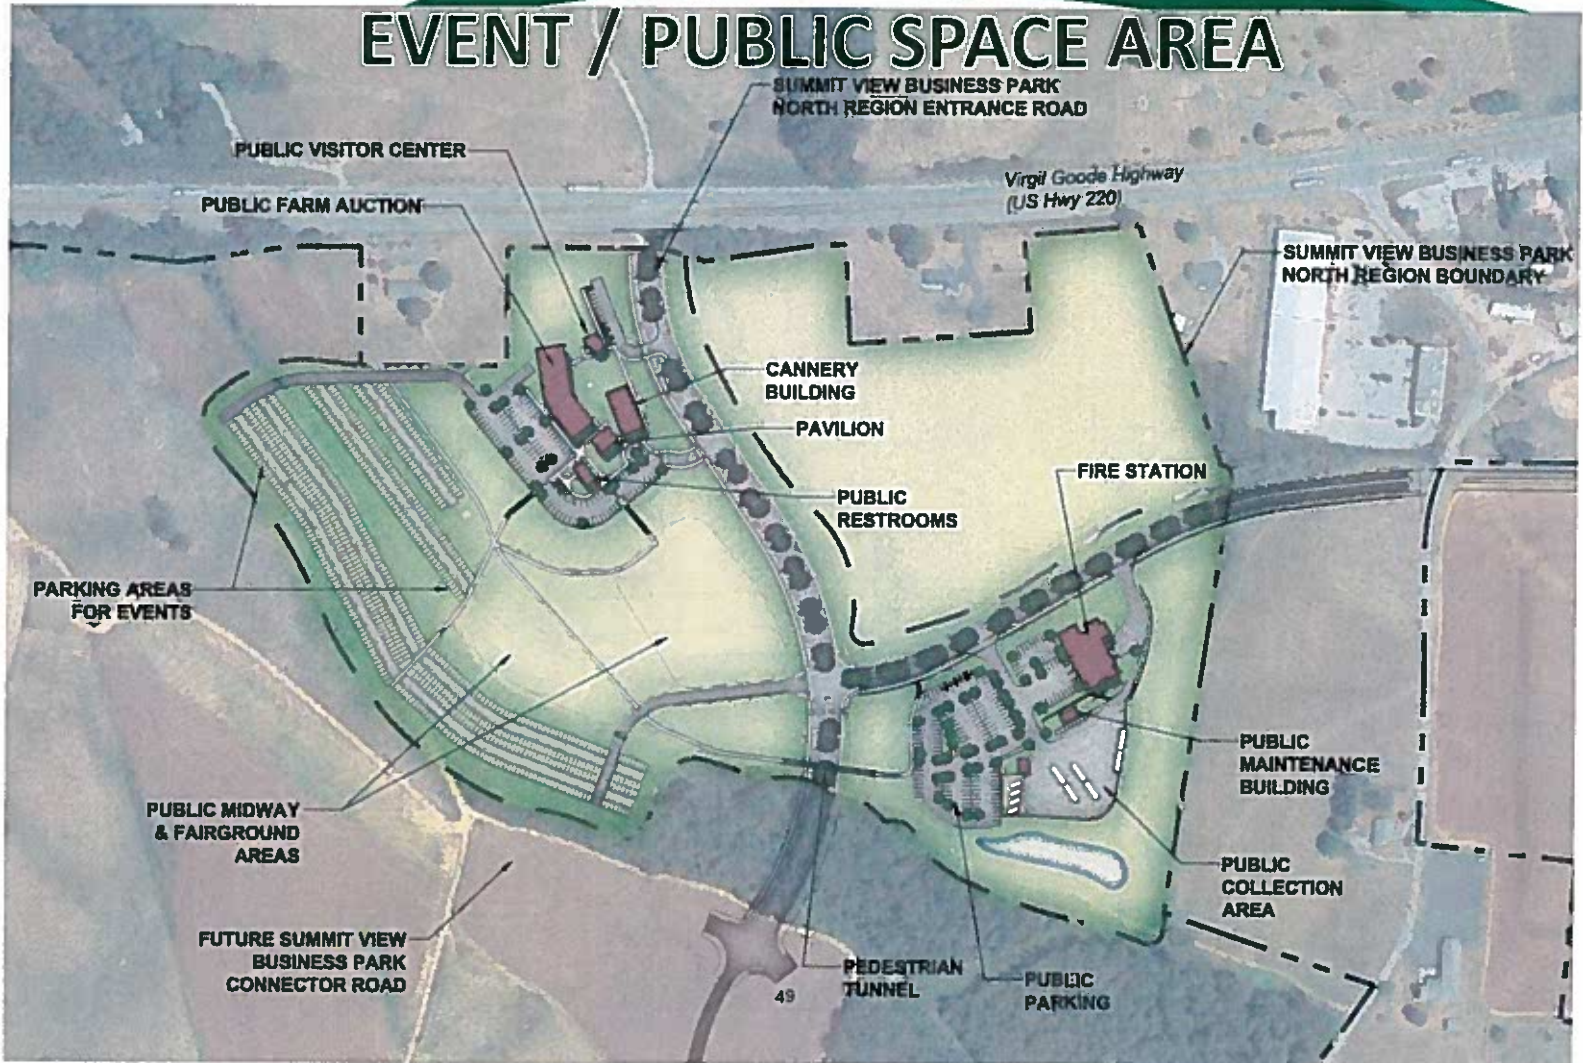 EVENT / PUBLIC SPACE AREA
SUMMIT VIEW BUSINESS PARK
NORTH REGION ENTRANCE ROAD
PUBLIC VISITOR CENTER
Virgil Goode Highway
(US Hwy 220)
PUBLIC FARM AUCTION
SUMMIT VIEW BUSINESS PARK
NORTH REGION BOUNDARY
CANNERY
BUILDING
PAVILION
FIRE STATION
PUBLIC
RESTROOMS
PARKING AREAS
FOR EVENTS
PUBLIC
MAINTENANCE
BUILDING
PUBLIC MIDWAY
& FAIRGROUND
AREAS
PUBLIC
COLLECTION
AREA
FUTURE SUMMIT VIEW
BUSINESS PARK
CONNECTOR ROAD
PEDESTRIAN
TUNNEL
PUBLIC
PARKING
49